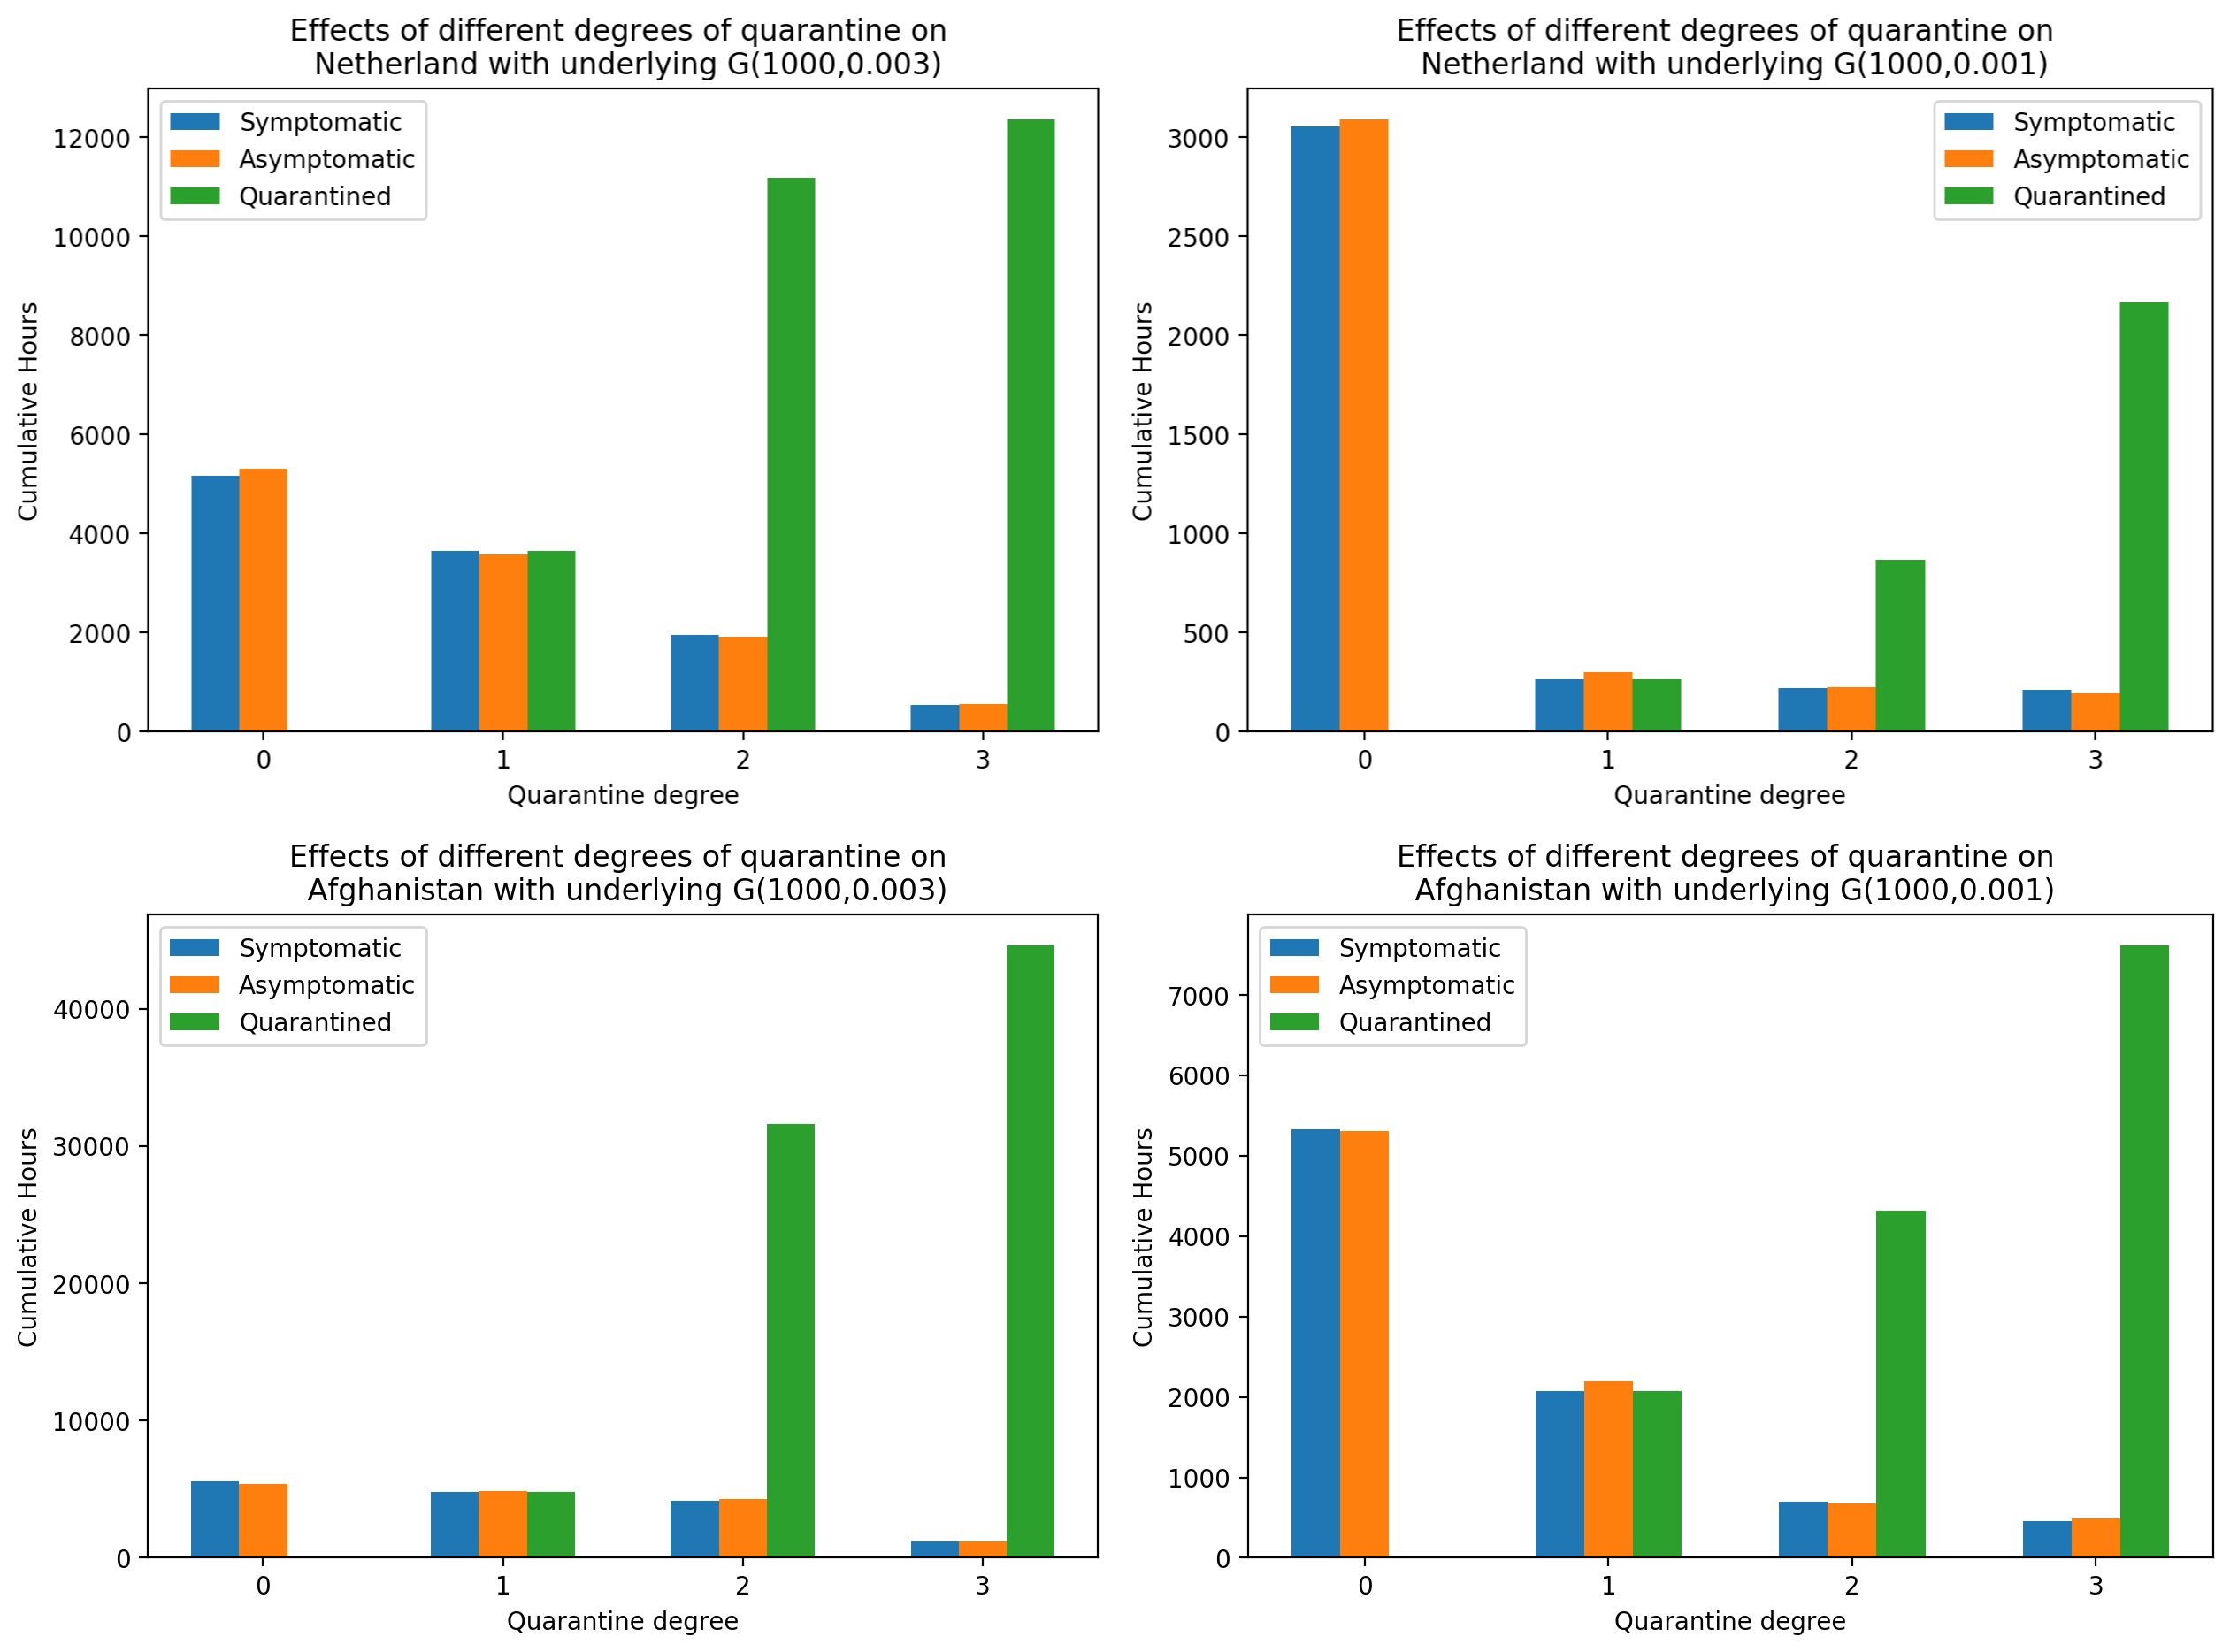 Effects of different degrees of quarantine on
Netherland with underlying G(1000,0.003)
Symptomatic
Asymptomatic
Quarantined
12000
10000
8000
6000
4000
2000
0
Cumulative Hours
0 1 2 3
Quarantine degree
Effects of different degrees of quarantine on
Netherland with underlying G(1000,0.001)
Symptomatic
Asymptomatic
Quarantined
3000
2500
2000
1500
1000
500
0
Cumulative Hours
0 1 2 3
Quarantine degree
Effects of different degrees of quarantine on
Afghanistan with underlying G(1000,0.003)
Symptomatic
Asymptomatic
Quarantined
40000
30000
20000
10000
0
Cumulative Hours
0 1 2 3
Quarantine degree
Effects of different degrees of quarantine on
Afghanistan with underlying G(1000,0.001)
Symptomatic
Asymptomatic
Quarantined
7000
6000
5000
4000
3000
2000
1000
0
Cumulative Hours
0 1 2 3
Quarantine degree